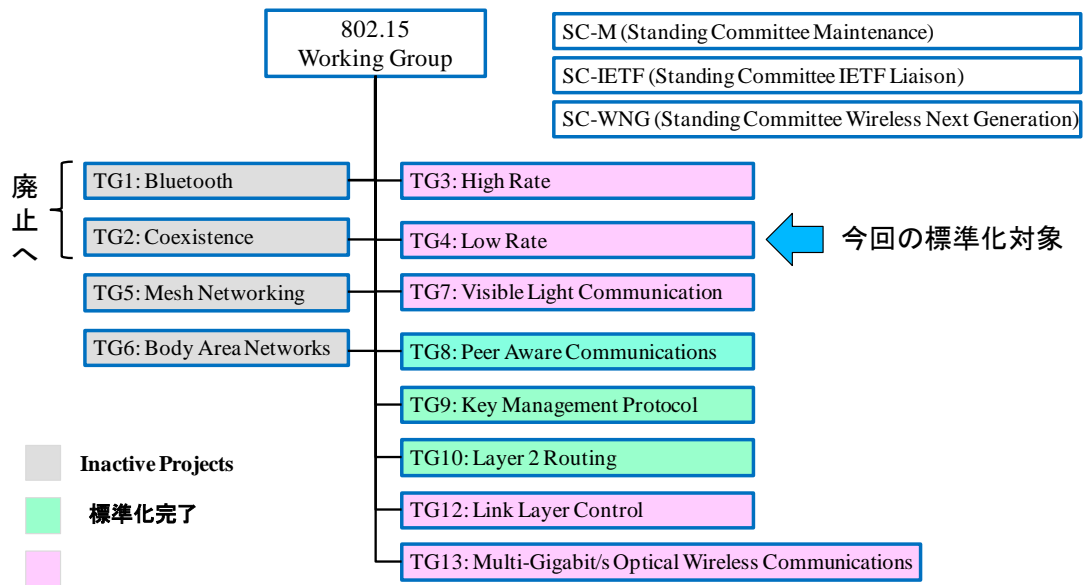 802.15
Working Group
SC-M (Standing Committee Maintenance)
SC-IETF (Standing Committee IETF Liaison)
SC-WNG (Standing Committee Wireless Next Generation)
廃止へ
TG1: Bluetooth
TG3: High Rate
TG2: Coexistence
TG4: Low Rate
今回の標準化対象
TG5: Mesh Networking
TG7: Visible Light Communication
TG6: Body Area Networks
TG8: Peer Aware Communications
TG9: Key Management Protocol
TG10: Layer 2 Routing
TG12: Link Layer Control
TG13: Multi-Gigabit/s Optical Wireless Communications
Inactive Projects
標準化完了